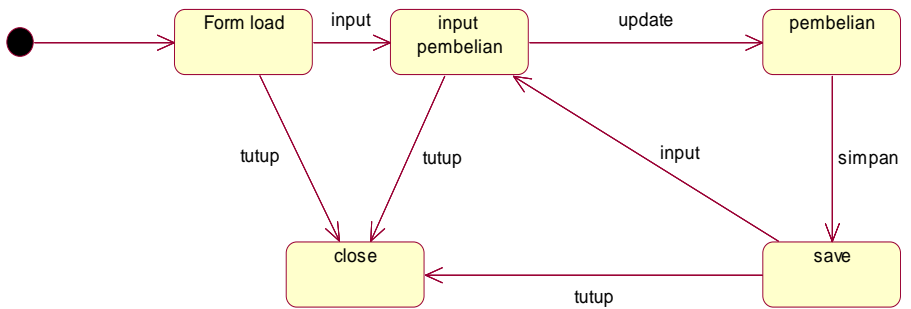 Form load
input
input
pembelian
update
pembelian
tutup
tutup
input
simpan
close
save
tutup